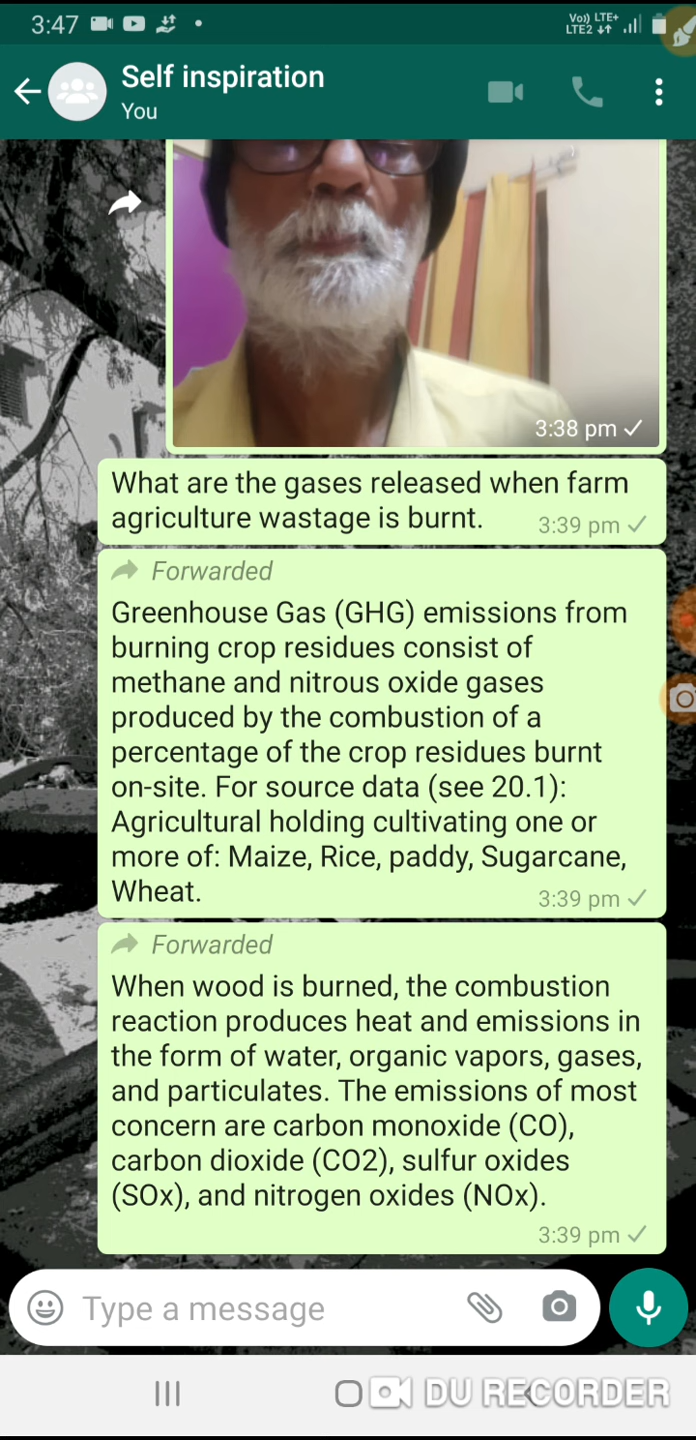 3:47
Vo)) LTE+
LTE2
Self inspiration
You
3:38 pm
What are the gases released when farm
agriculture wastage is burnt.
3:39 pm
Forwarded
Greenhouse Gas (GHG) emissions from
burning crop residues consist of
methane and nitrous oxide gases
produced by the combustion of a
percentage of the crop residues burnt
on-site. For source data (see 20.1):
Agricultural holding cultivating one or
more of: Maize, Rice, paddy, Sugarcane,
Wheat.
3:39 pm
Forwarded
When wood is burned, the combustion
reaction produces heat and emissions in
the form of water, organic vapors, gases,
and particulates. The emissions of most
concern are carbon monoxide (CO),
carbon dioxide (CO2), sulfur oxides
(SOx), and nitrogen oxides (NOx).
3:39 pm
Type a message
DU RECORDER